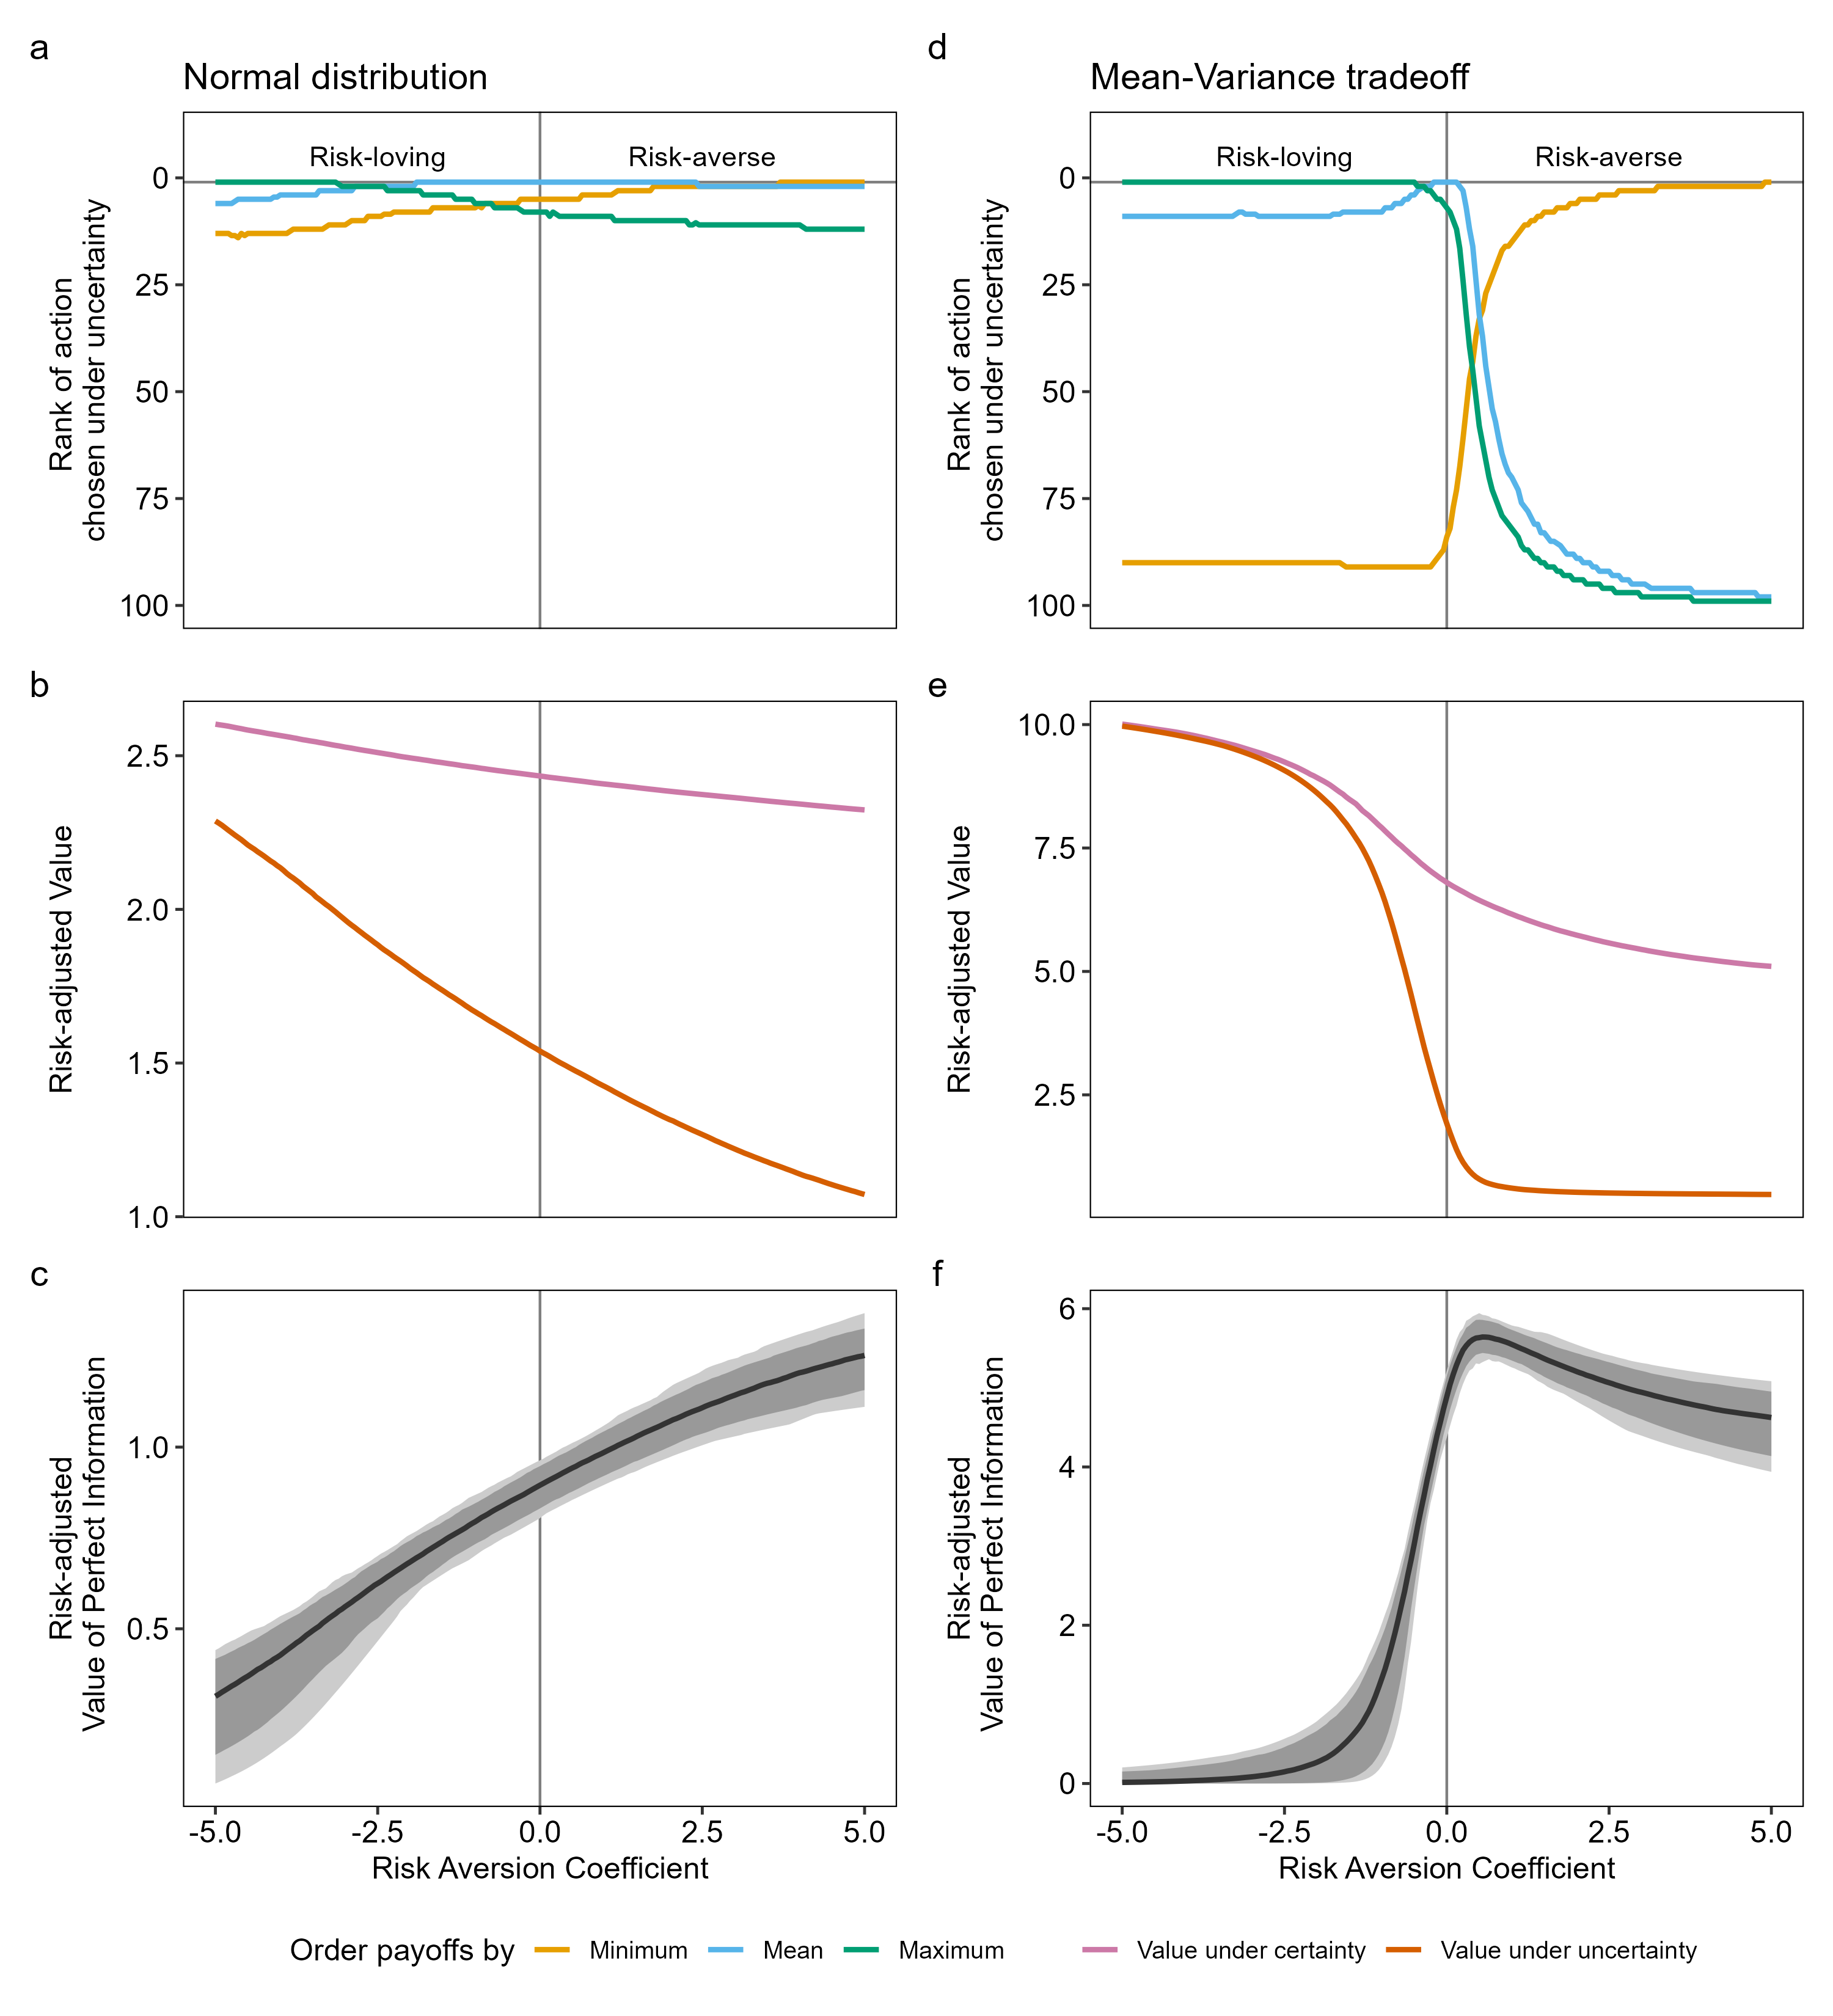 a
Normal distribution
Risk-loving
Risk-averse
0
25
50
75
100
Rank of action
chosen under uncertainty
b
2.5
2.0
1.5
1.0
Risk-adjusted Value
c
1.0
0.5
Risk-adjusted
Value of Perfect Information
-5.0 -2.5 0.0 2.5 5.0
Risk Aversion Coefficient
d
Mean-Variance tradeoff
Risk-loving
Risk-averse
0
25
50
75
100
Rank of action
chosen under uncertainty
e
10.0
7.5
5.0
2.5
Risk-adjusted Value
f
6
4
2
0
Risk-adjusted
Value of Perfect Information
-5.0 -2.5 0.0 2.5 5.0
Risk Aversion Coefficient
Order payoffs by Minimum Mean Maximum Value under certainty Value under uncertainty